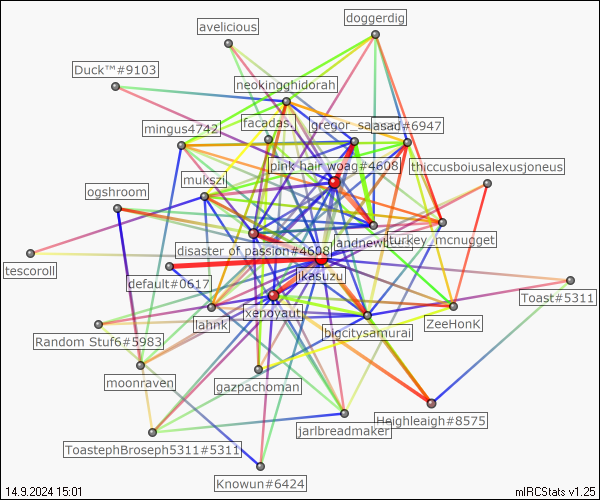 doggerdig
avelicious
Duck™#9103
neokingghidorah
facadas.
gregor_sa
asad#6947
mingus4742
pink hair woag#4608
thiccusboiusalexusjoneus
mukszi
ogshroom
landnewb
turkey_mcnugget
disaster of passion#4608
tescoroll
ikasuzu
default#0617
Toast#5311
lahnk
xenoyaut
bigcitysamurai
ZeeHonk
Random Stuf6#5983
moonraven
gazpachoman
Heighleaigh#8575
jarlbreadmaker
ToastephBroseph5311#5311
Knowun#6424
14.9.2024 15:01
mIRCStats v1.25